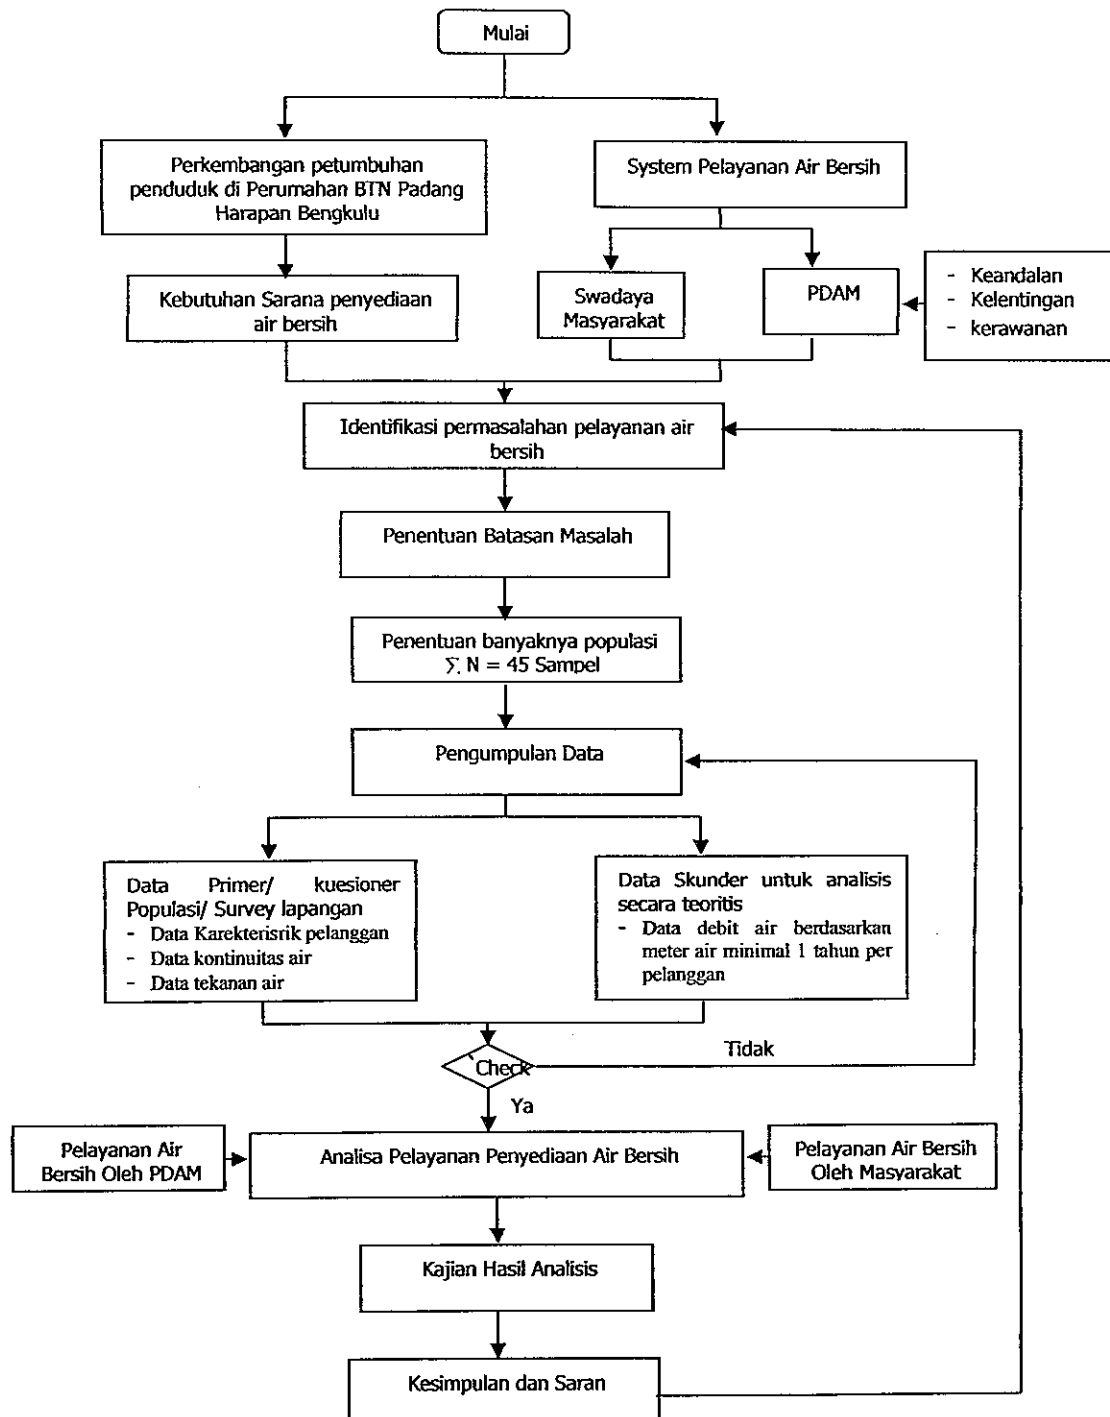 Mulai
Perkembangan petumbuhan
penduduk di Perumahan BTN Padang
Harapan Bengkulu
System Pelayanan Air Bersih
Kebutuhan Sarana penyediaan
air bersih
Swadaya
Masyarakat
PDAM
- Keandalan
- Kelentingan
- kerawanan
Identifikasi permasalahan pelayanan air
bersih
Penentuan Batasan Masalah
Penentuan banyaknya populasi
∑ N = 45 Sampel
Pengumpulan Data
Data Primer/ kuesioner
Populasi/ Survey lapangan
- Data Karekterisrik pelanggan
- Data kontinuitas air
- Data tekanan air
Data Skunder untuk analisis
secara teoritis
- Data debit air berdasarkan
meter air minimal 1 tahun per
pelanggan
Check
Tidak
Ya
Pelayanan Air
Bersih Oleh PDAM
Analisa Pelayanan Penyediaan Air Bersih
Pelayanan Air Bersih
Oleh Masyarakat
Kajian Hasil Analisis
Kesimpulan dan Saran